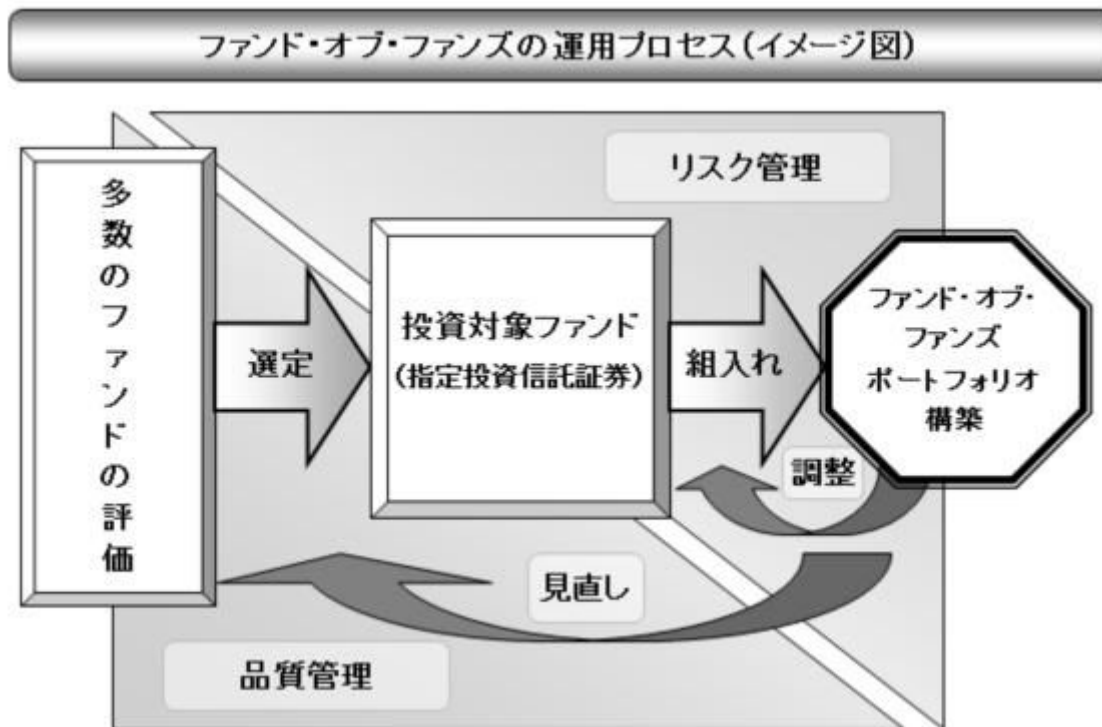 ファンド・オブ・ファンズの運用プロセス(イメージ図)
リスク管理
多数のファンドの評価
選定
投資対象ファンド
(指定投資信託証券)
組入れ
ファンド・オブ・
ファンズ
ポートフォリオ
構築
調整
見直し
品質管理